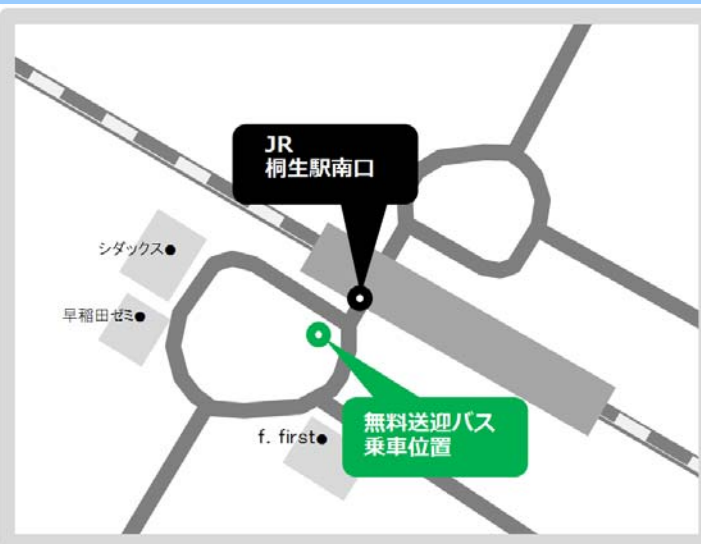 JR
桐生駅南口
シダックス
早稲田ゼミ
無料送迎バス
乗車位置
f. first